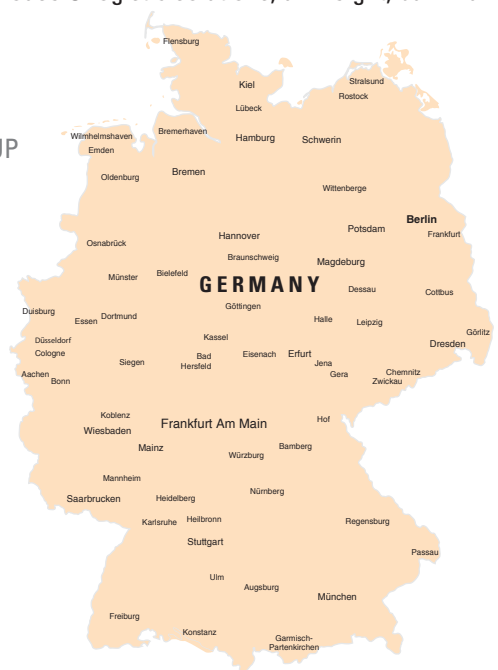 Flensburg
Kiel
Stralsund
Rostock
Lübeck
Wilmhelmshaven
Bremerhaven
Hamburg
Schwerin
UP
Emden
Oldenburg
Bremen
Wittenberge
Berlin
Potsdam
Frankfurt
Hannover
Osnabrück
Braunschweig
Magdeburg
Bielefeld
Münster
GERMANY
Dessau
Cottbus
Göttingen
Duisburg
Essen
Dortmund
Halle
Leipzig
Görlitz
Düsseldorf
Kassel
Dresden
Cologne
Siegen
Bad
Hersfeld
Eisenach
Erfurt
Jena
Gera
Chemnitz
Zwickau
Aachen
Bonn
Koblenz
Frankfurt Am Main
Hof
Wiesbaden
Mainz
Würzburg
Bamberg
Mannheim
Saarbrucken
Heidelberg
Nürnberg
Karlsruhe
Heilbronn
Regensburg
Stuttgart
Passau
Ulm
Augsburg
München
Freiburg
Konstanz
Garmisch-
Partenkirchen